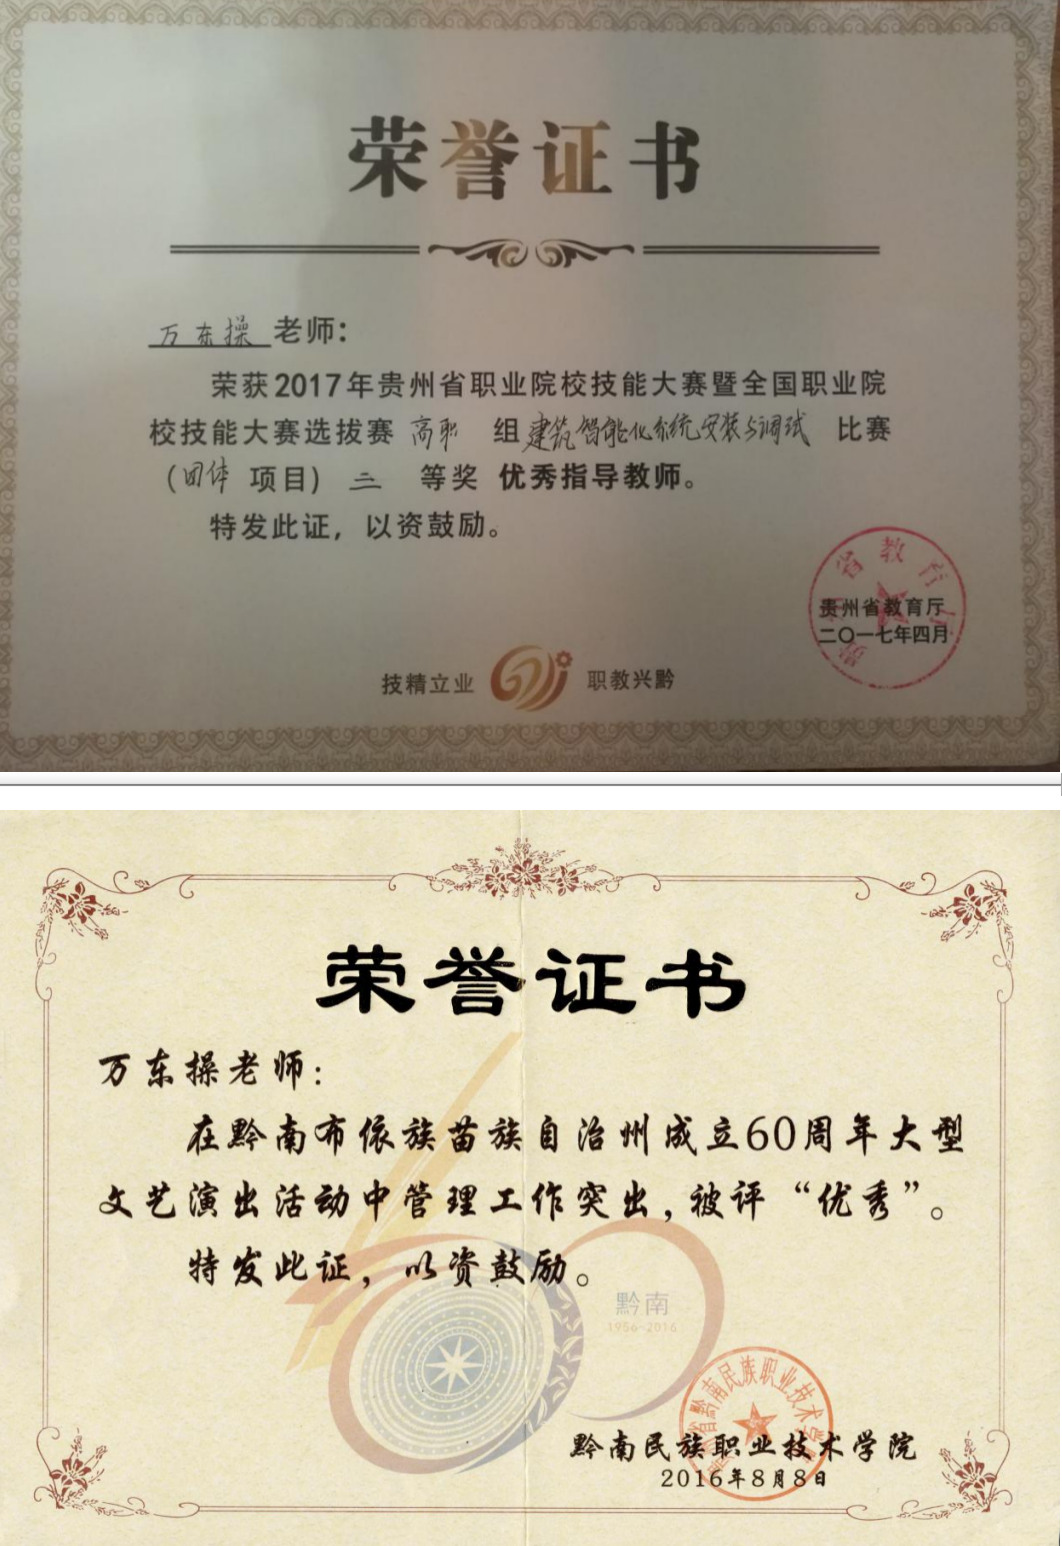 荣誉证书
万东操 老师：
荣获2017年贵州省职业院校技能大赛暨全国职业院
校技能大赛选拔赛 高职 组 建筑智能化系统安装与调试 比赛
（团体 项目） 三 等奖 优秀指导教师。
特发此证，以资鼓励。
贵州省教育厅
二〇一七年四月
技精立业 职教兴黔
荣誉证书
万东操老师：
在黔南布依族苗族自治州成立60周年大型
文艺演出活动中管理工作突出，被评“优秀”。
特发此证，以资鼓励。
黔南
1956-2016
黔南民族职业技术学院
2016年8月8日